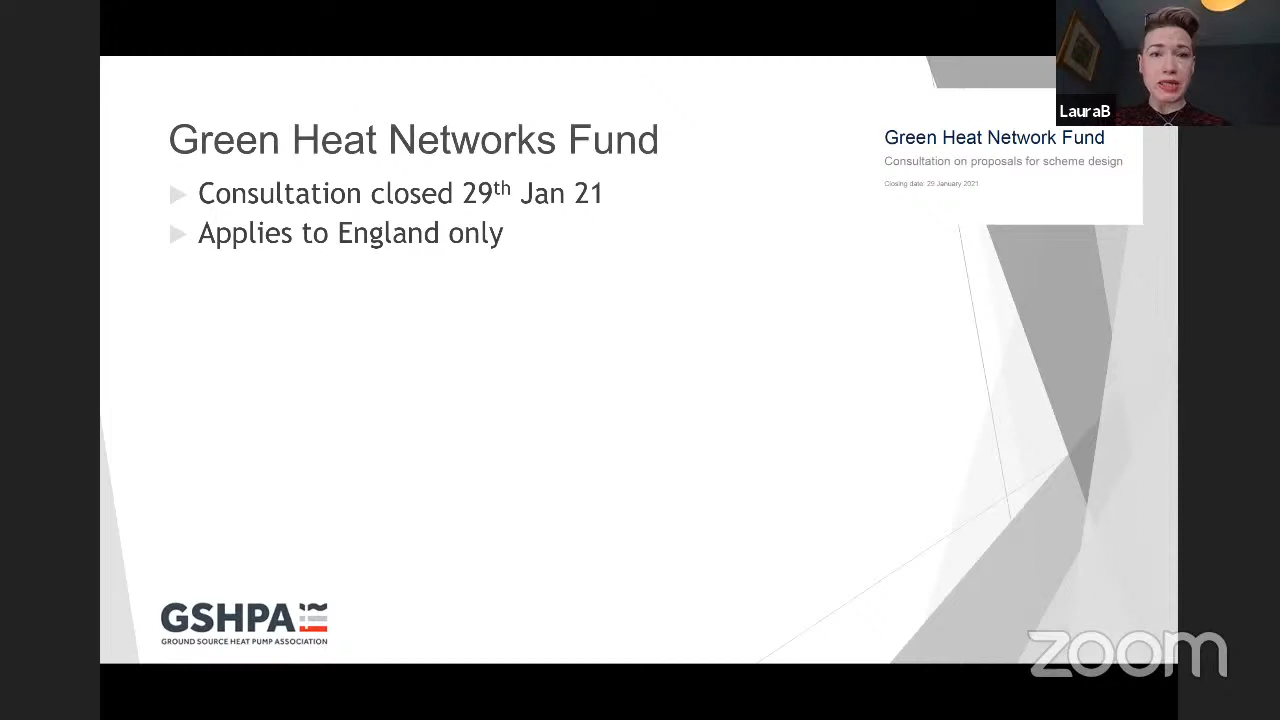 LauraB
Green Heat Networks Fund
Consultation closed 29th Jan 21
Applies to England only
Green Heat Network Fund
Consultation on proposals for scheme design
Closing date: 29 January 2021
GSHPA
GROUND SOURCE HEAT PUMP ASSOCIATION
zoom